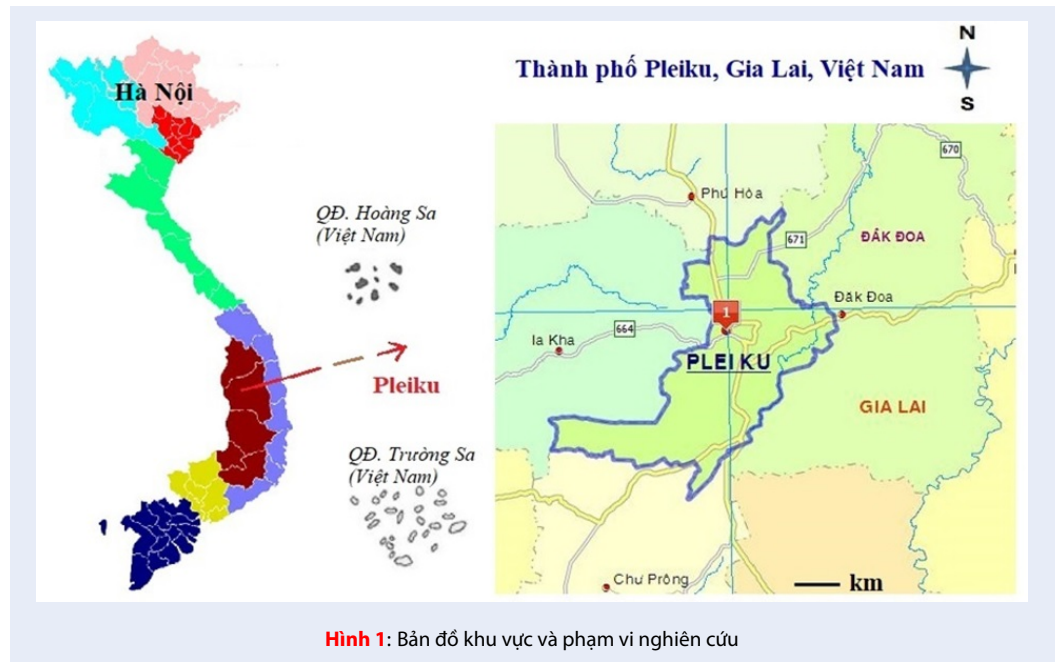 Hà Nội
QĐ. Hoàng Sa
(Việt Nam)
Pleiku
QĐ. Trường Sa
(Việt Nam)
Thành phố Pleiku, Gia Lai, Việt Nam
N
S
670
Phú Hòa
671
ĐĂK ĐOA
Đăk Đoa
1
664
Ia Kha
PLEI KU
GIA LAI
Chư Prông
km
Hình 1: Bản đồ khu vực và phạm vi nghiên cứu